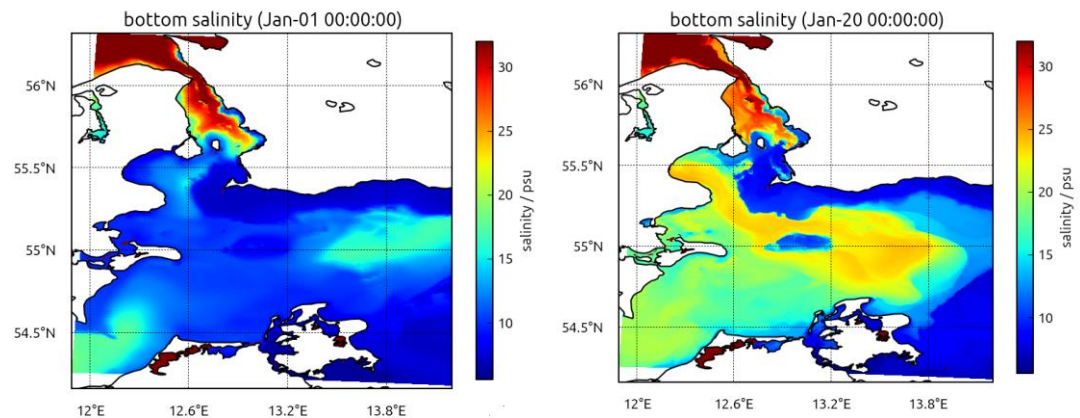 bottom salinity (Jan-01 00:00:00)
56°N
55.5°N
55°N
54.5°N
12°E 12.6°E 13.2°E 13.8°E
30
25
20
15
10
salinity / psu
bottom salinity (Jan-20 00:00:00)
56°N
55.5°N
55°N
54.5°N
12°E 12.6°E 13.2°E 13.8°E
30
25
20
15
10
salinity / psu